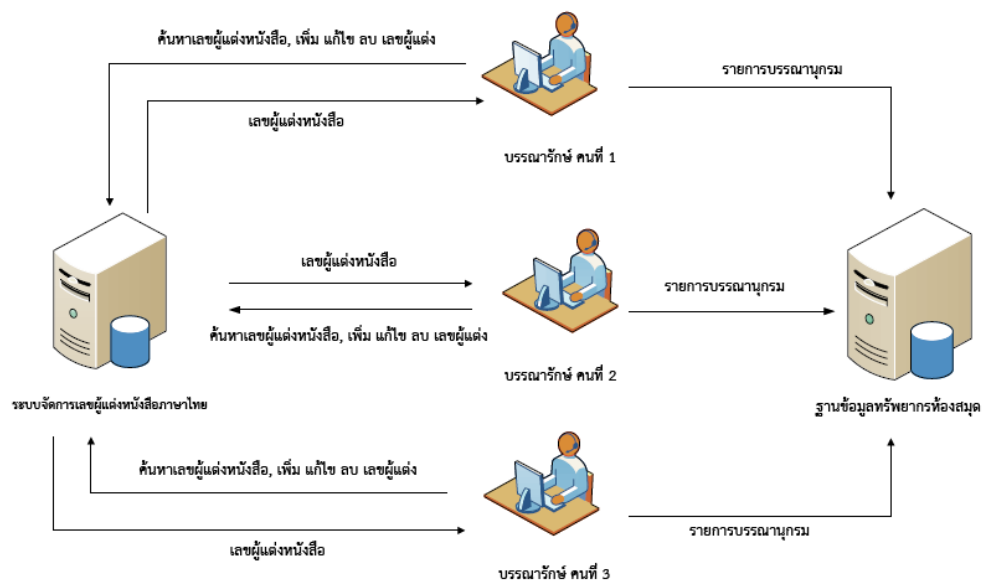 ค้นหาเลขผู้แต่งหนังสือ, เพิ่ม แก้ไข ลบ เลขผู้แต่ง
รายการบรรณานุกรม
เลขผู้แต่งหนังสือ
บรรณารักษ์ คนที่ 1
เลขผู้แต่งหนังสือ
รายการบรรณานุกรม
ค้นหาเลขผู้แต่งหนังสือ, เพิ่ม แก้ไข ลบ เลขผู้แต่ง
บรรณารักษ์ คนที่ 2
ระบบจัดการเลขผู้แต่งหนังสือภาษาไทย
ฐานข้อมูลทรัพยากรห้องสมุด
ค้นหาเลขผู้แต่งหนังสือ, เพิ่ม แก้ไข ลบ เลขผู้แต่ง
รายการบรรณานุกรม
เลขผู้แต่งหนังสือ
บรรณารักษ์ คนที่ 3